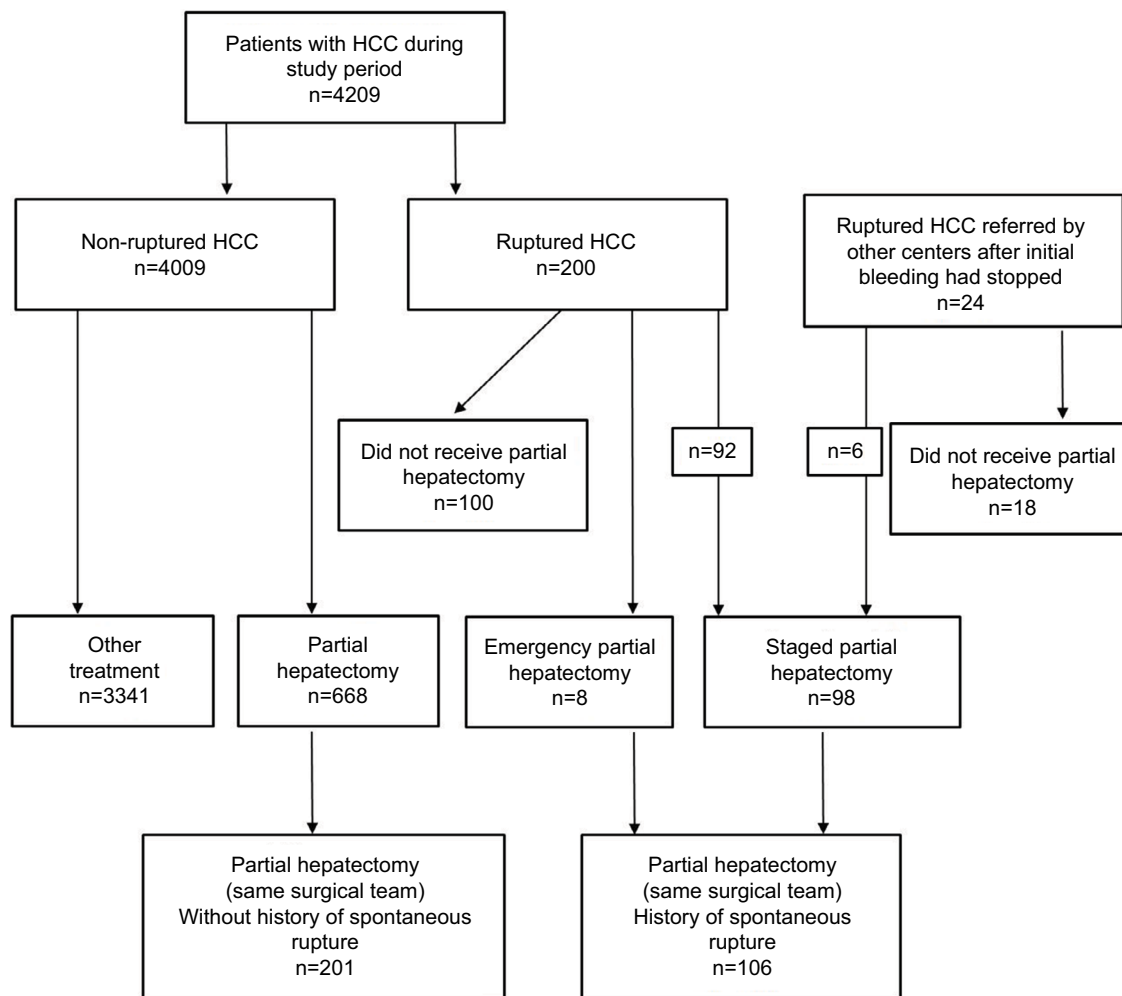 Patients with HCC during
study period
n=4209
Non-ruptured HCC
n=4009
Ruptured HCC
n=200
Ruptured HCC referred by
other centers after initial
bleeding had stopped
n=24
Did not receive partial
hepatectomy
n=100
n=92
n=6
Did not receive partial
hepatectomy
n=18
Other
treatment
n=3341
Partial
hepatectomy
n=668
Emergency partial
hepatectomy
n=8
Staged partial
hepatectomy
n=98
Partial hepatectomy
(same surgical team)
Without history of spontaneous
rupture
n=201
Partial hepatectomy
(same surgical team)
History of spontaneous
rupture
n=106